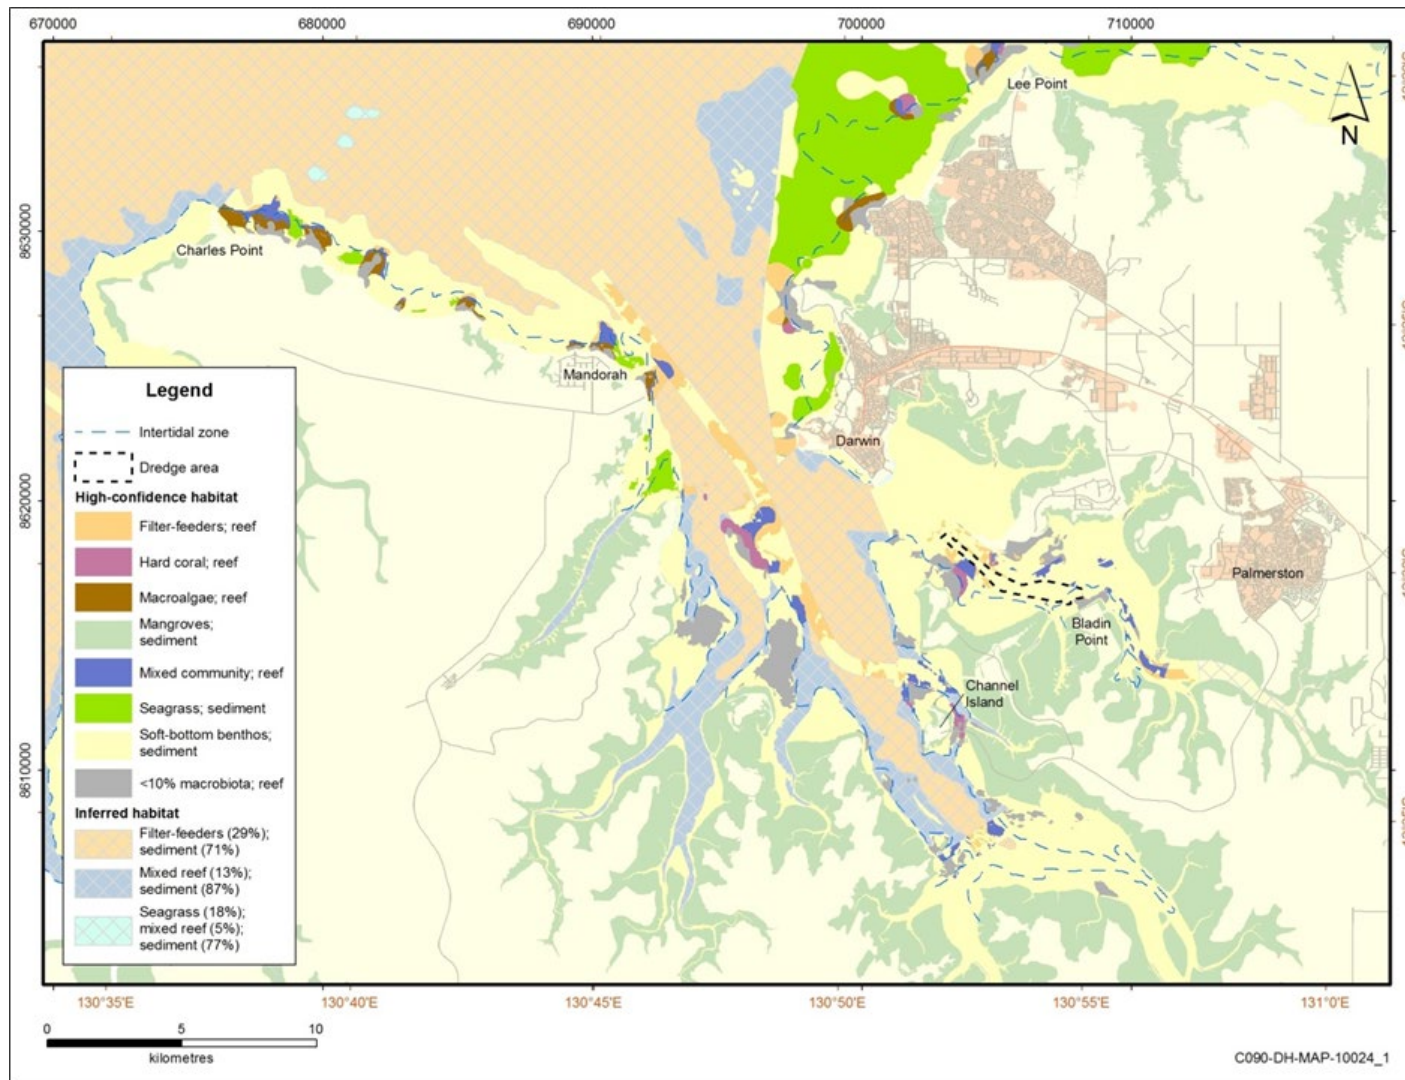 670000
680000
690000
700000
710000
Lee Point
N
8630000
Charles Point
Mandorah
Legend
Intertidal zone
Dredge area
High-confidence habitat
Filter-feeders; reef
Hard coral; reef
Macroalgae; reef
Mangroves;
sediment
Mixed community; reef
Seagrass; sediment
Soft-bottom benthos;
sediment
<10% macrobiota; reef
Inferred habitat
Filter-feeders (29%);
sediment (71%)
Mixed reef (13%);
sediment (87%)
Seagrass (18%);
mixed reef (5%);
sediment (77%)
Darwin
8620000
Palmerston
Bladin
Point
Channel
Island
8610000
130°35'E
130°40'E
130°45'E
130°50'E
130°55'E
131°0'E
0
5
10
kilometres
C090-DH-MAP-10024_1